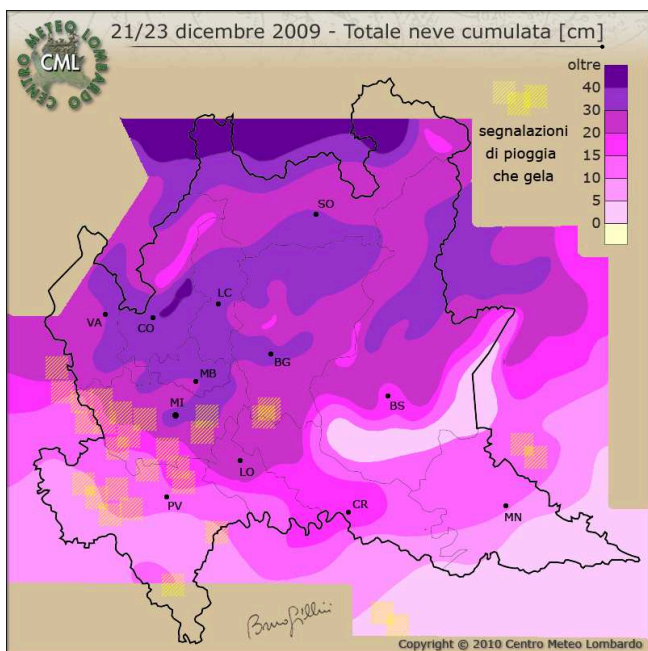 CENTRO METEO LOMBARDO
CML
21/23 dicembre 2009 - Totale neve cumulata [cm]
oltre
40
30
20
15
10
5
0
segnalazioni
di pioggia
che gela
SO
LC
VA
CO
BG
MB
MI
BS
LO
PV
CR
MN
Copyright © 2010 Centro Meteo Lombardo